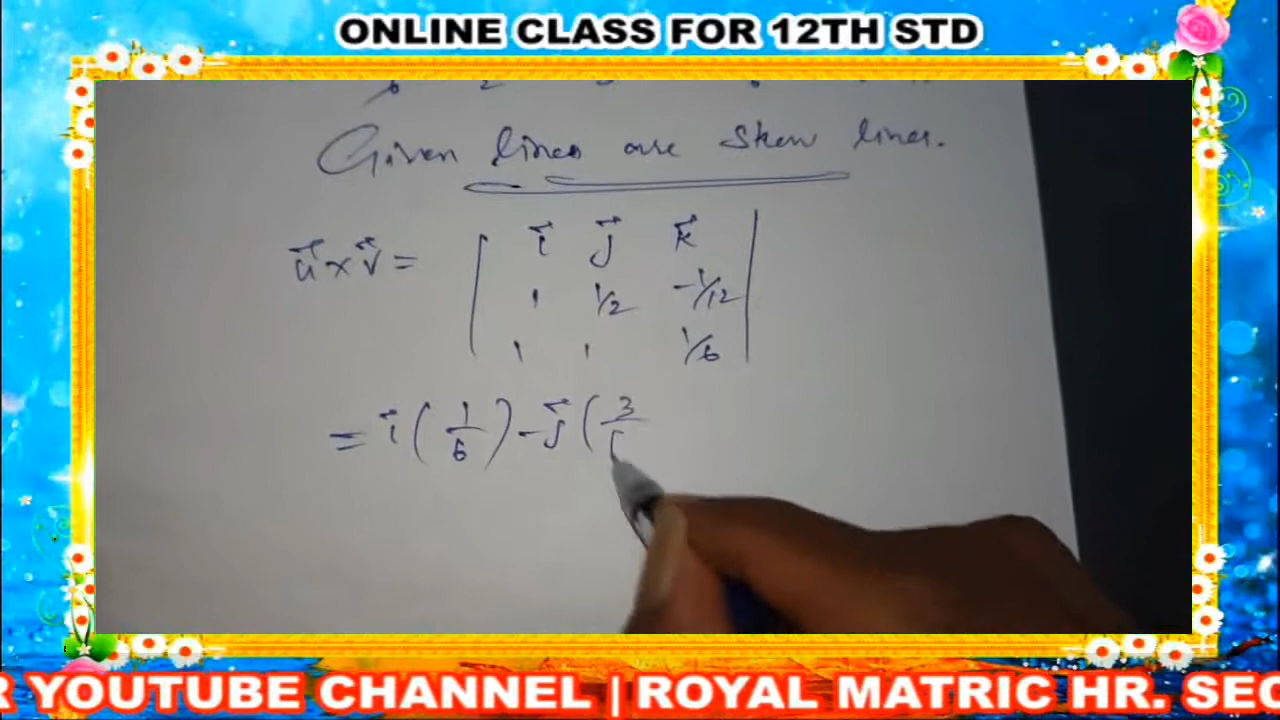 ONLINE CLASS FOR 12TH STD
Given lines are skew lines.
u⃗ × v⃗ = | i⃗ j⃗ k⃗ |
| 1 1/2 -1/12 |
| 1 1 1/6 |
= i⃗ ( 1/6 ) - j⃗ ( 3/
R YOUTUBE CHANNEL | ROYAL MATRIC HR. SEC